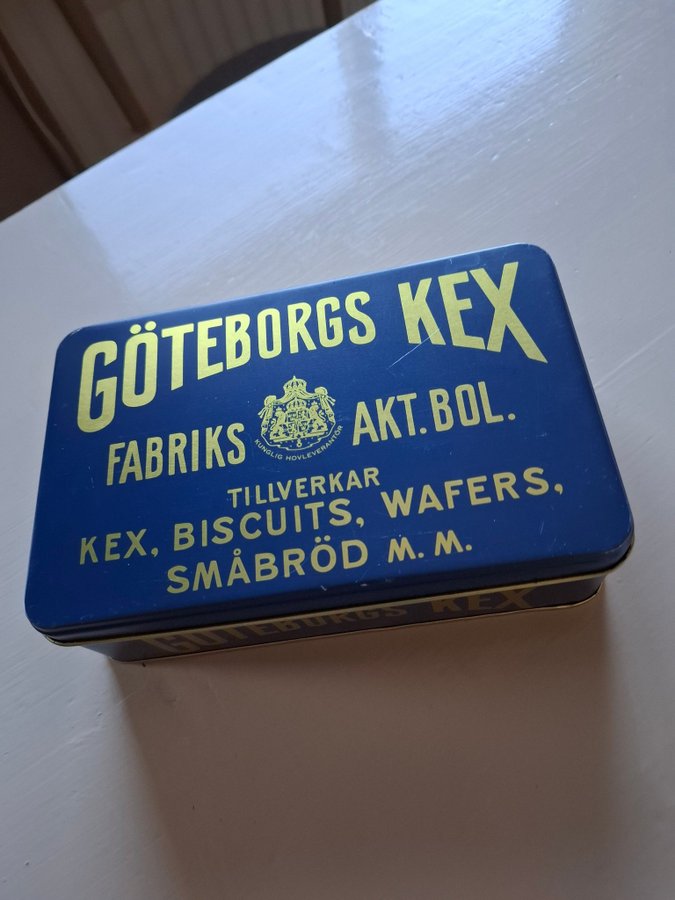 GÖTEBORGS KEX
FABRIKS AKT. BOL.
KUNGLIG HOVLEVERANTÖR
TILLVERKAR
KEX, BISCUITS, WAFERS,
SMÅBRÖD M. M.
GÖTEBORGS KEX